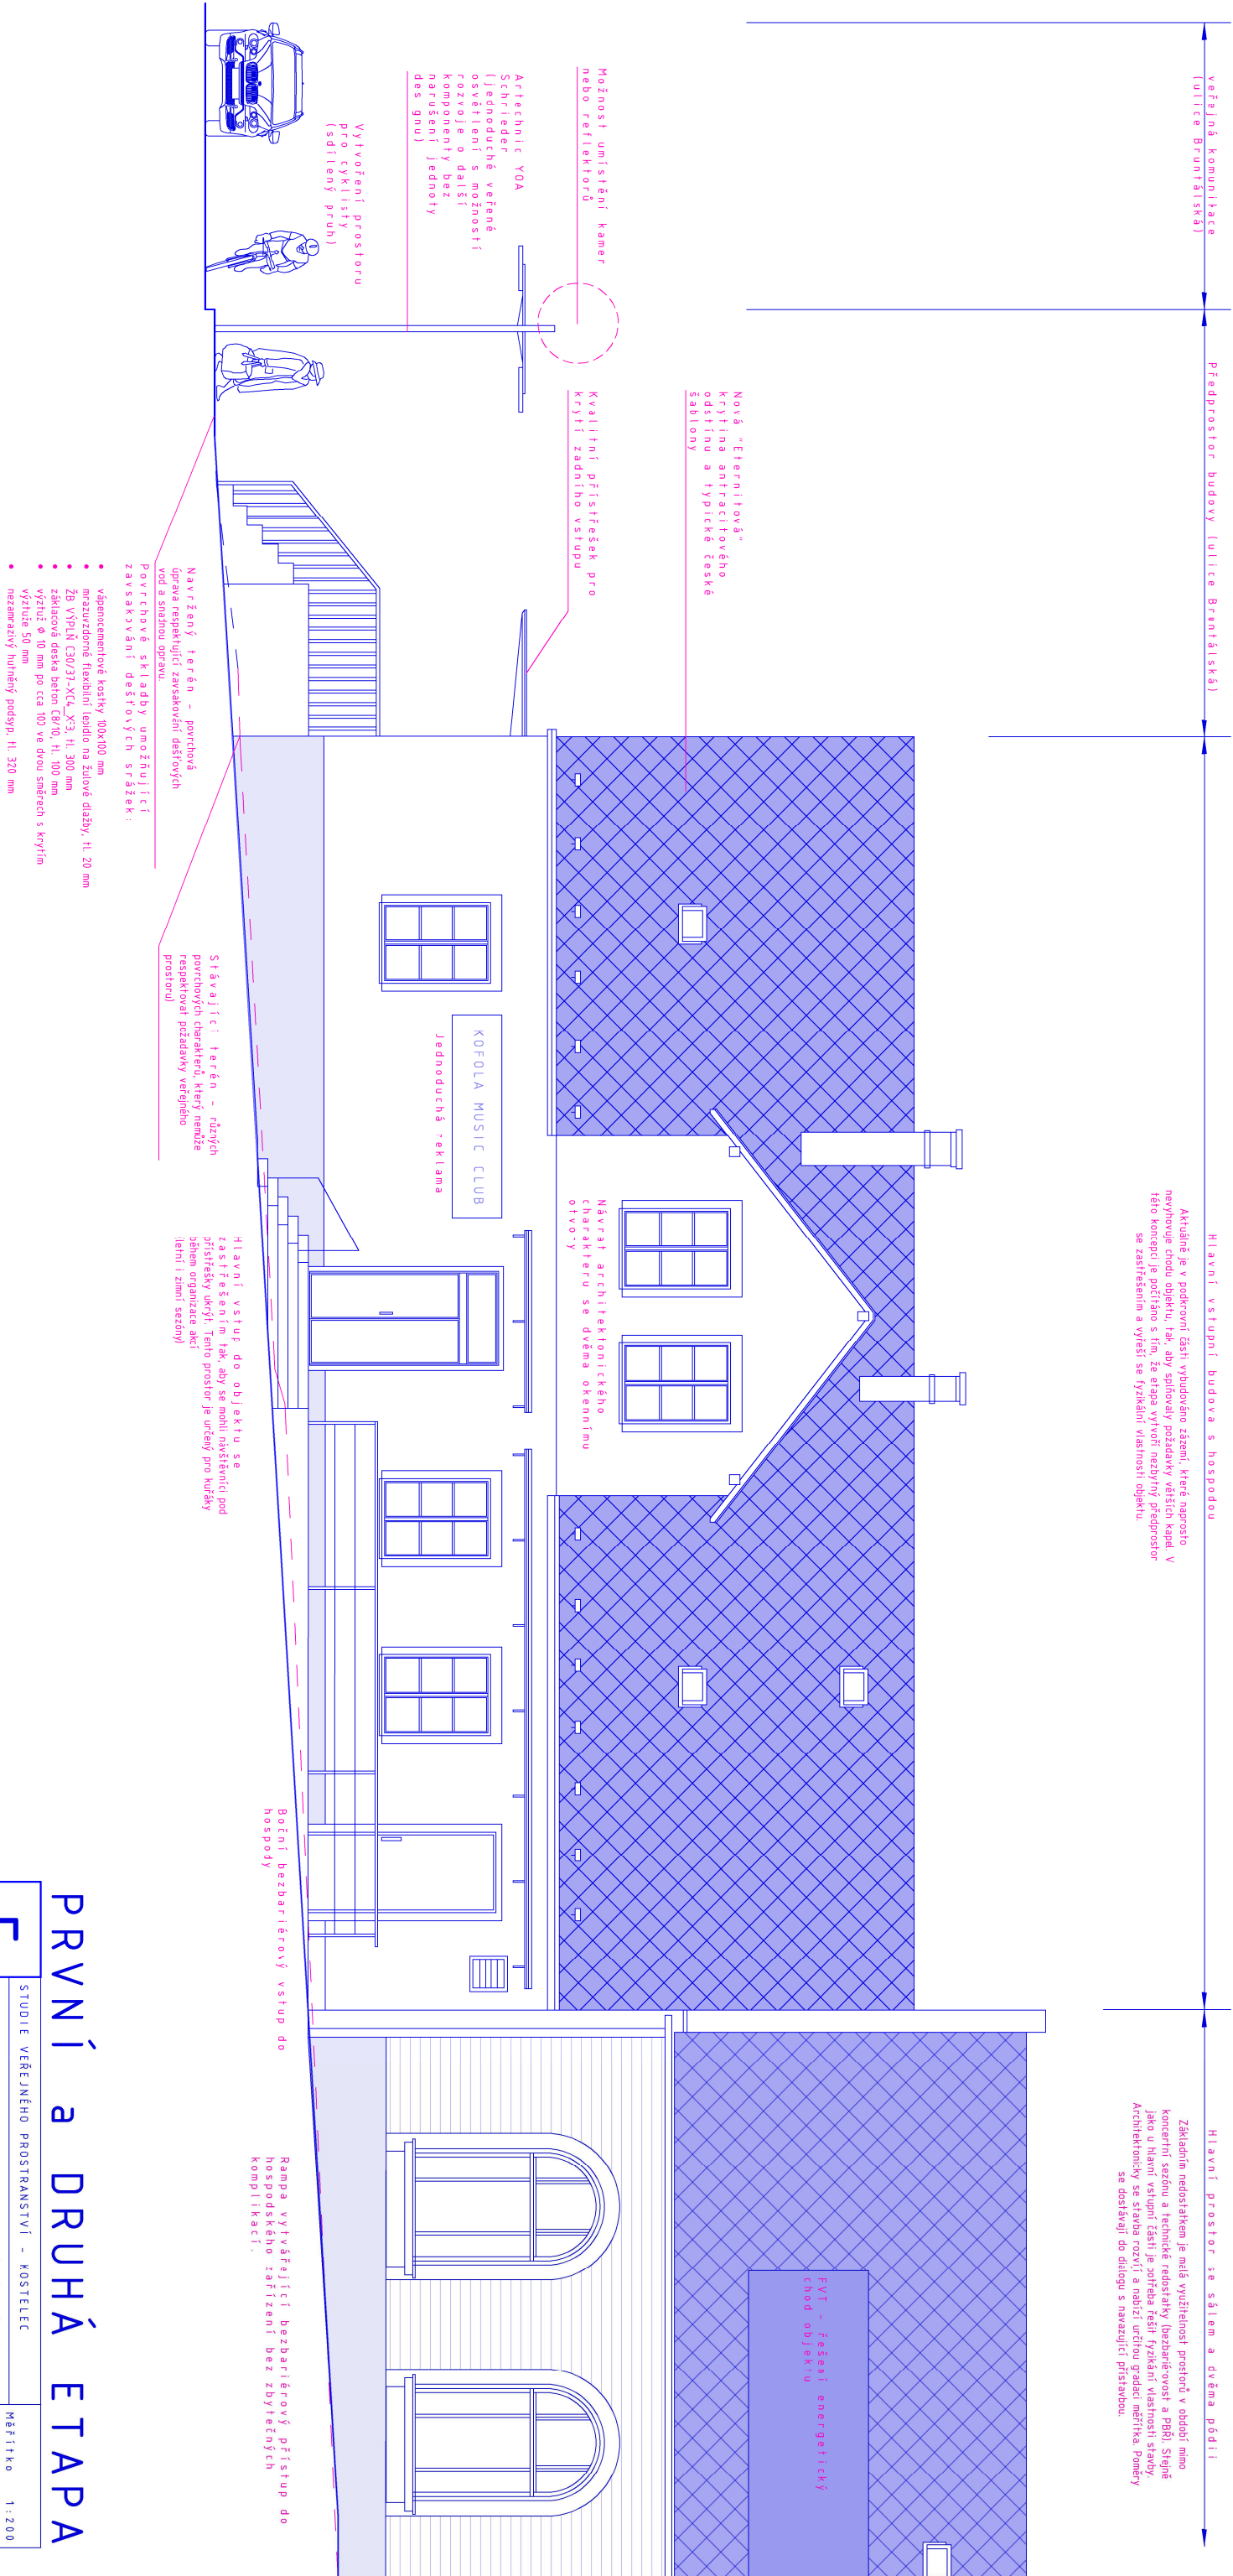 veřejná komunikace
(ulice Bruntálská)
Předprostor budovy (ulice Bruntálská)
Hlavní vstupní budova s hospodou
Aktuálně je v podkrovní části vybudováno zázemí, které naprosto
nevyhovuje chodu objektu, tak, aby splňovaly požadavky větších kapel. V
této koncepci je počítáno s tím, že etapa vytvoří nezbytný předprostor
se zastřešením a vyřeší se fyzikální vlastnosti objektu.
Hlavní prostor se sálem a dvěma pódii
Základním nedostatkem je malá využitelnost prostorů v období mimo
koncertní sezónu a technické nedostatky (bezbariérovost a PBŘ). Stejně
jako u hlavní vstupní části je potřeba řešit fyzikání vlastnosti stavby.
Architektonicky se stavba rozvíjí a nabízí určitou gradaci měřítka. Poměry
se dostávají do dialogu s navazující přístavbou.
Možnost umístění kamer
nebo reflektorů
Artechnic YOA
Schrieder
(jednoduché veřené
osvětlení s možností
rozvoje o další
komponenty bez
narušení jednoty
designu)
Vytvoření prostoru
pro cyklisty
(sdílený pruh)
Nová "Eternitová"
krytina antracitového
odstínu a typické české
šablony
Kvalitní přístřešek pro
krytí zadního vstupu
KOFOLA MUSIC CLUB
Jednoduchá reklama
Návrat architektonického
charakteru se dvěma okennímu
otvory
FVT - řešení energetický
chod objektu
Navržený terén - povrchová
úprava respektující zavsakování dešťových
vod a snadnou opravu.
Povrchové skladby umožňující
zavsakování dešťových srážek:
• vápenocementové kostky 100x100 mm
• mrazuvzdorné flexibilní lepidlo na žulové dlažby, tl. 20 mm
• ŽB VÝPLŇ C30/37-XC4_XF3, tl. 300 mm
• základová deska beton C8/10, tl. 100 mm
• výztuž Ø 10 mm po cca 100 ve dvou směrech s krytím
výztuže 50 mm
• nezamrazivý hutněný podsyp, tl. 320 mm
Stávající terén - různých
povrchových charakterů, který nemůže
respektovat požadavky veřejného
prostoru)
Hlavní vstup do objektu se
zastřešením tak, aby se mohli návštěvníci pod
přístřešky ukrýt. Tento prostor je určený pro kuřáky
během organizace akcí
(letní i zimní sezóny)
Boční bezbariérový vstup do
hospody
Rampa vytvářející bezbariérový přístup do
hospodského zařízení bez zbytečných
komplikací.
PRVNÍ a DRUHÁ ETAPA
STUDIE VEŘEJNÉHO PROSTRANSTVÍ - KOSTELEC
Měřítko 1:200